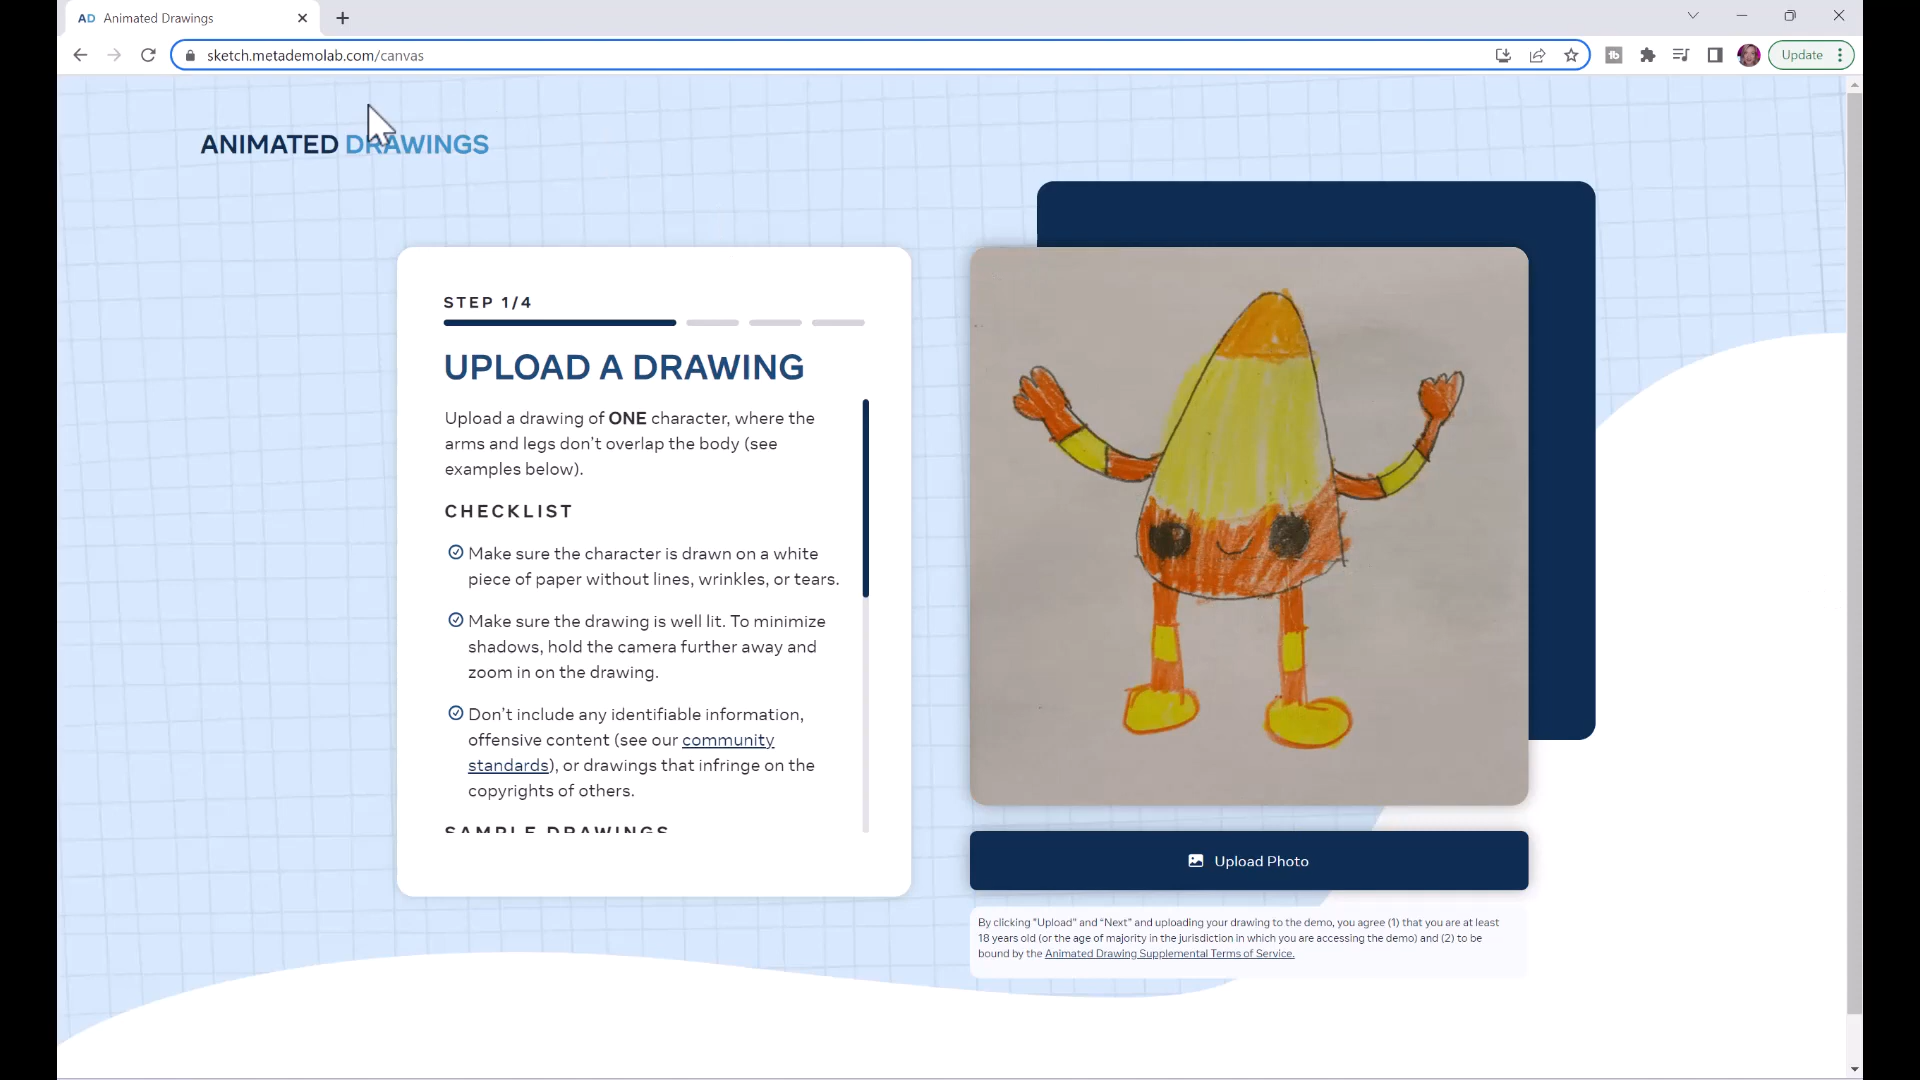 AD Animated Drawings
sketch.metademolab.com/canvas
Update
ANIMATED DRAWINGS
STEP 1/4
UPLOAD A DRAWING
Upload a drawing of ONE character, where the
arms and legs don't overlap the body (see
examples below).
CHECKLIST
Make sure the character is drawn on a white
piece of paper without lines, wrinkles, or tears.
Make sure the drawing is well lit. To minimize
shadows, hold the camera further away and
zoom in on the drawing.
Don't include any identifiable information,
offensive content (see our community
standards), or drawings that infringe on the
copyrights of others.
SAMPLE DRAWINGS
Upload Photo
By clicking "Upload" and "Next" and uploading your drawing to the demo, you agree (1) that you are at least
18 years old (or the age of majority in the jurisdiction in which you are accessing the demo) and (2) to be
bound by the Animated Drawing Supplemental Terms of Service.